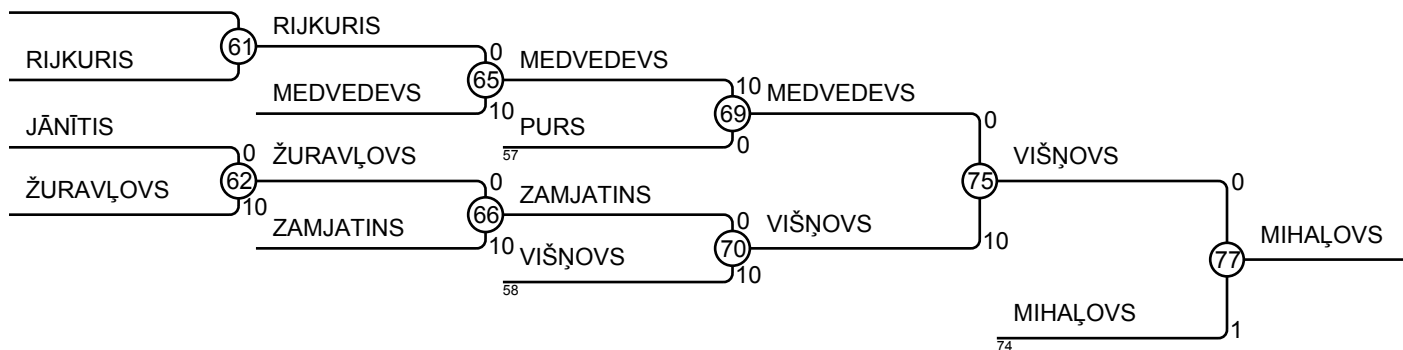 RIJKURIS
61
RIJKURIS
0
MEDVEDEVS
65
MEDVEDEVS
10
10
MEDVEDEVS
69
PURS
57
0
MEDVEDEVS
0
JĀNĪTIS
0
62
ŽURAVĻOVS
10
ŽURAVĻOVS
0
66
ZAMJATINS
10
ZAMJATINS
0
70
VIŠŅOVS
58
10
VIŠŅOVS
75
10
VIŠŅOVS
0
77
MIHAĻOVS
74
1
MIHAĻOVS